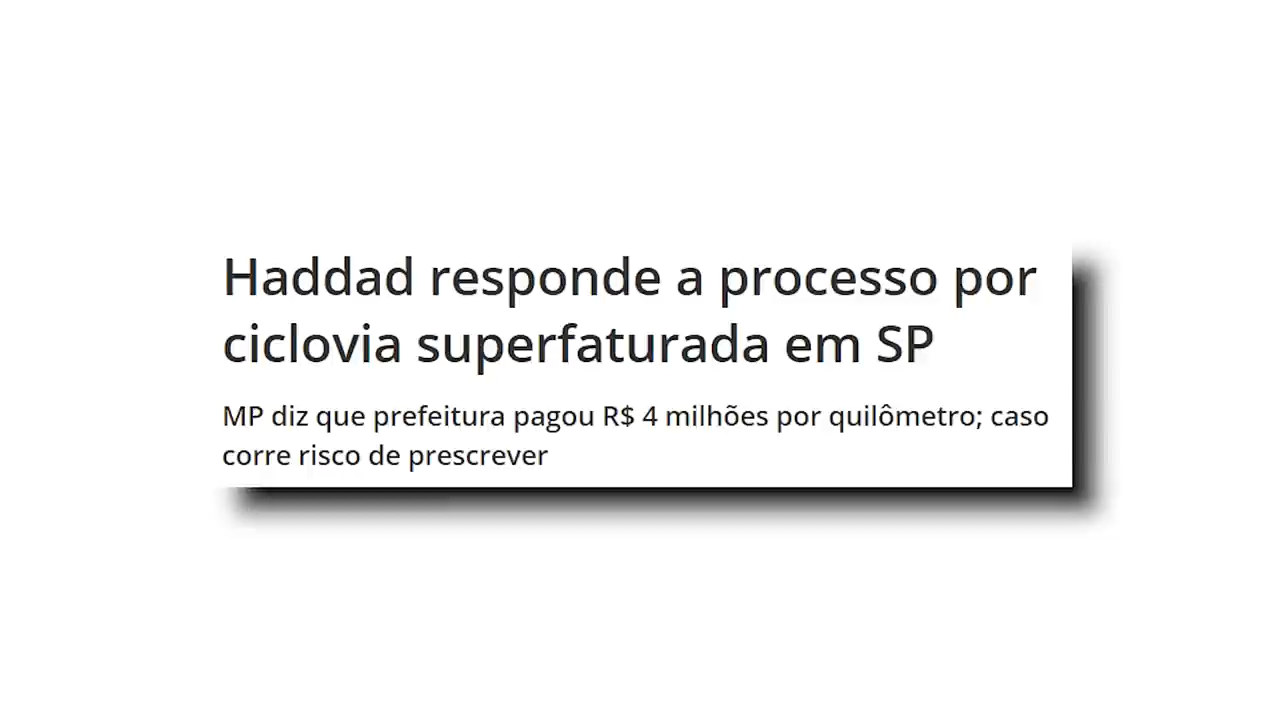 Haddad responde a processo por
ciclovia superfaturada em SP
MP diz que prefeitura pagou R$ 4 milhões por quilômetro; caso
corre risco de prescrever